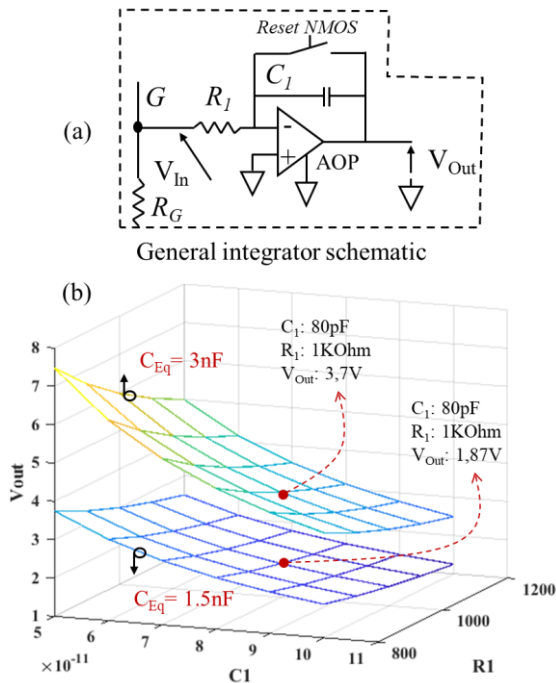 Reset NMOS
C1
G
R1
(a)
-
+
AOP
VIn
VOut
RG
General integrator schematic
(b)
8
7
6
5
4
3
2
1
Vout
CEq= 3nF
C1: 80pF
R1: 1KOhm
VOut: 3,7V
C1: 80pF
R1: 1KOhm
VOut: 1,87V
CEq= 1.5nF
5
6
7
8
9
10
11
×10-11
C1
800
1000
1200
R1